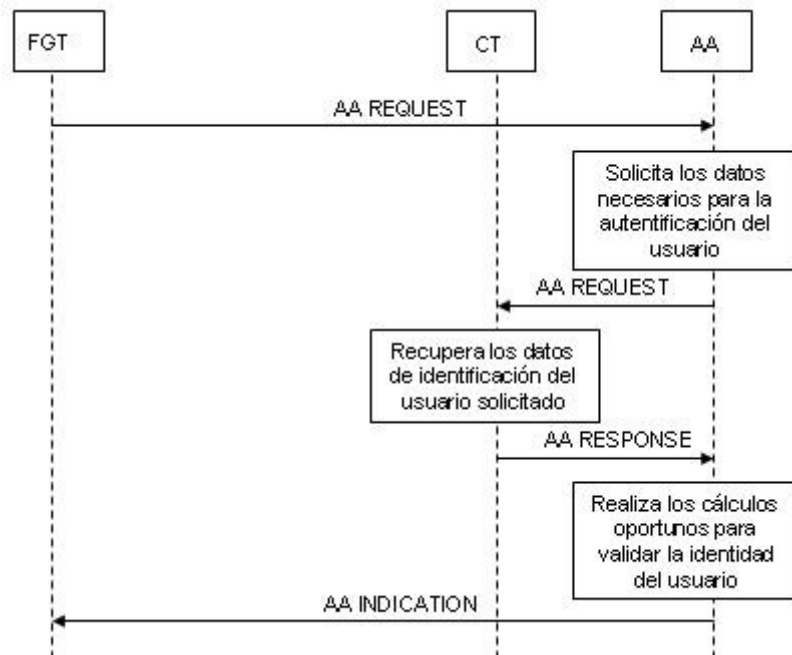 FGT
CT
AA
AA REQUEST
Solicita los datos
necesarios para la
autentificación del
usuario
AA REQUEST
Recupera los datos
de identificación del
usuario solicitado
AA RESPONSE
Realiza los cálculos
oportunos para
validar la identidad
del usuario
AA INDICATION